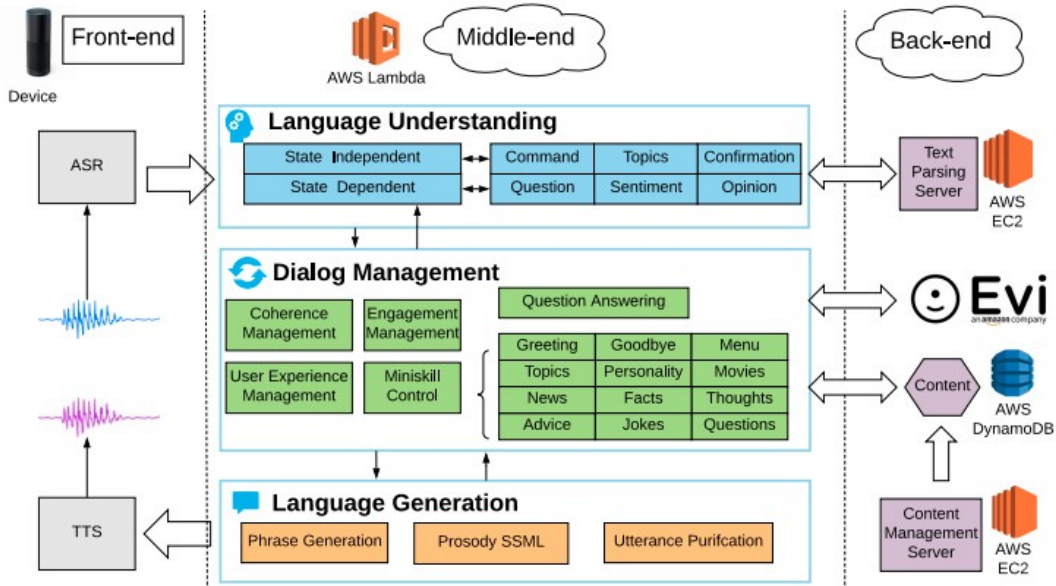 Front-end
Device
AWS Lambda
Middle-end
Back-end
ASR
Language Understanding
State Independent
Command
Topics
Confirmation
State Dependent
Question
Sentiment
Opinion
Text
Parsing
Server
AWS
EC2
Dialog Management
Coherence
Management
Engagement
Management
Question Answering
User Experience
Management
Miniskill
Control
Greeting
Goodbye
Menu
Topics
Personality
Movies
News
Facts
Thoughts
Advice
Jokes
Questions
Evi
an amazon company
Content
AWS
DynamoDB
TTS
Language Generation
Phrase Generation
Prosody SSML
Utterance Purifcation
Content
Management
Server
AWS
EC2